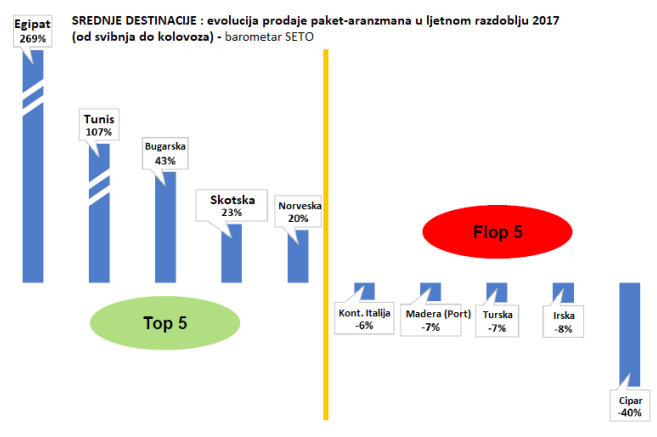 SREDNJE DESTINACIJE : evolucija prodaje paket-aranzmana u ljetnom razdoblju 2017
(od svibnja do kolovoza) - barometar SETO
Egipat
269%
Tunis
107%
Bugarska
43%
Skotska
23%
Norveska
20%
Top 5
Flop 5
Kont. Italija
-6%
Madera (Port)
-7%
Turska
-7%
Irska
-8%
Cipar
-40%